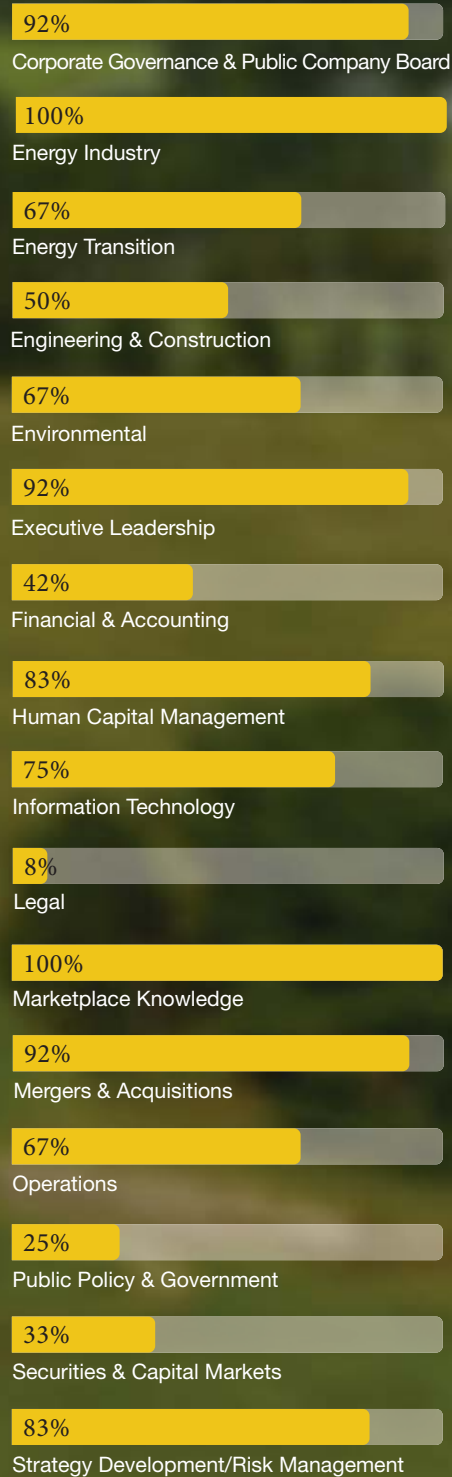 92%
Corporate Governance & Public Company Board
100%
Energy Industry
67%
Energy Transition
50%
Engineering & Construction
67%
Environmental
92%
Executive Leadership
42%
Financial & Accounting
83%
Human Capital Management
75%
Information Technology
8%
Legal
100%
Marketplace Knowledge
92%
Mergers & Acquisitions
67%
Operations
25%
Public Policy & Government
33%
Securities & Capital Markets
83%
Strategy Development/Risk Management